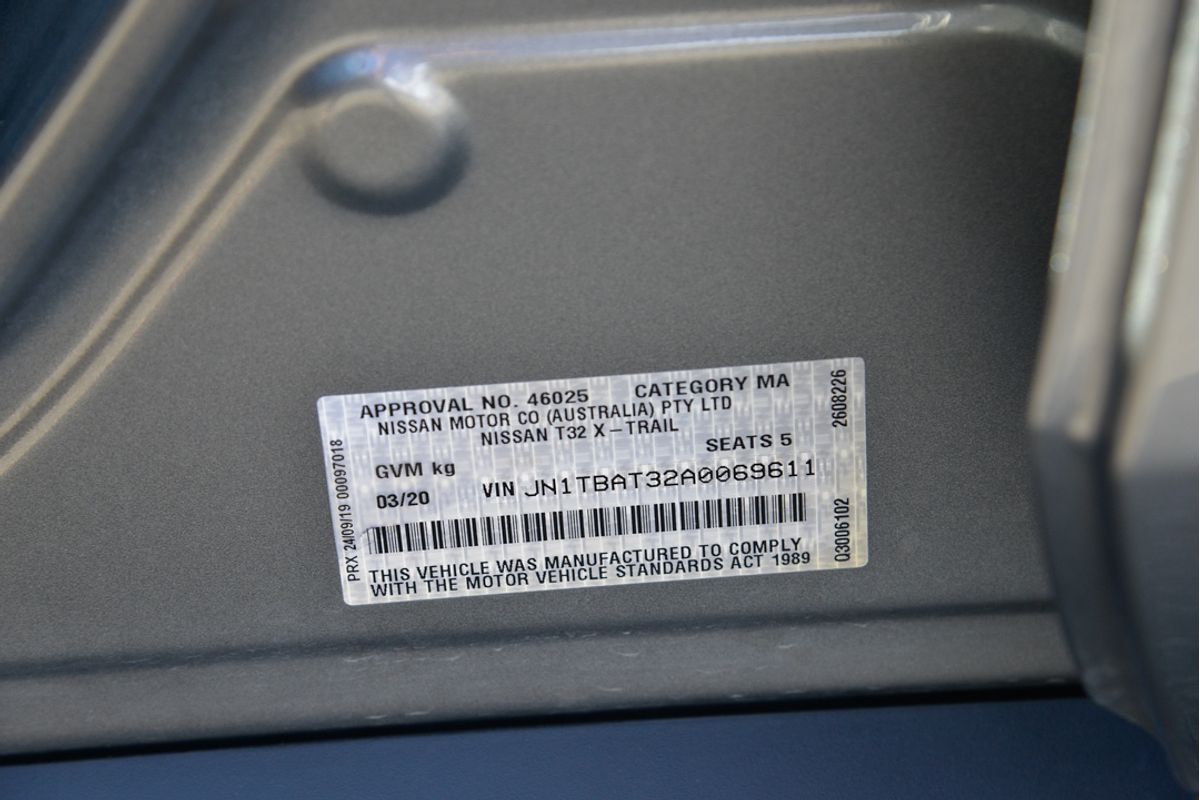 APPROVAL NO. 46025 CATEGORY MA
NISSAN MOTOR CO (AUSTRALIA) PTY LTD
NISSAN T32 X-TRAIL
SEATS 5
GVM kg
03/20 VIN JN1TBAT32A0069611
THIS VEHICLE WAS MANUFACTURED TO COMPLY
WITH THE MOTOR VEHICLE STANDARDS ACT 1989
PRX 24/09/19 00097018
Q3006102 2608226